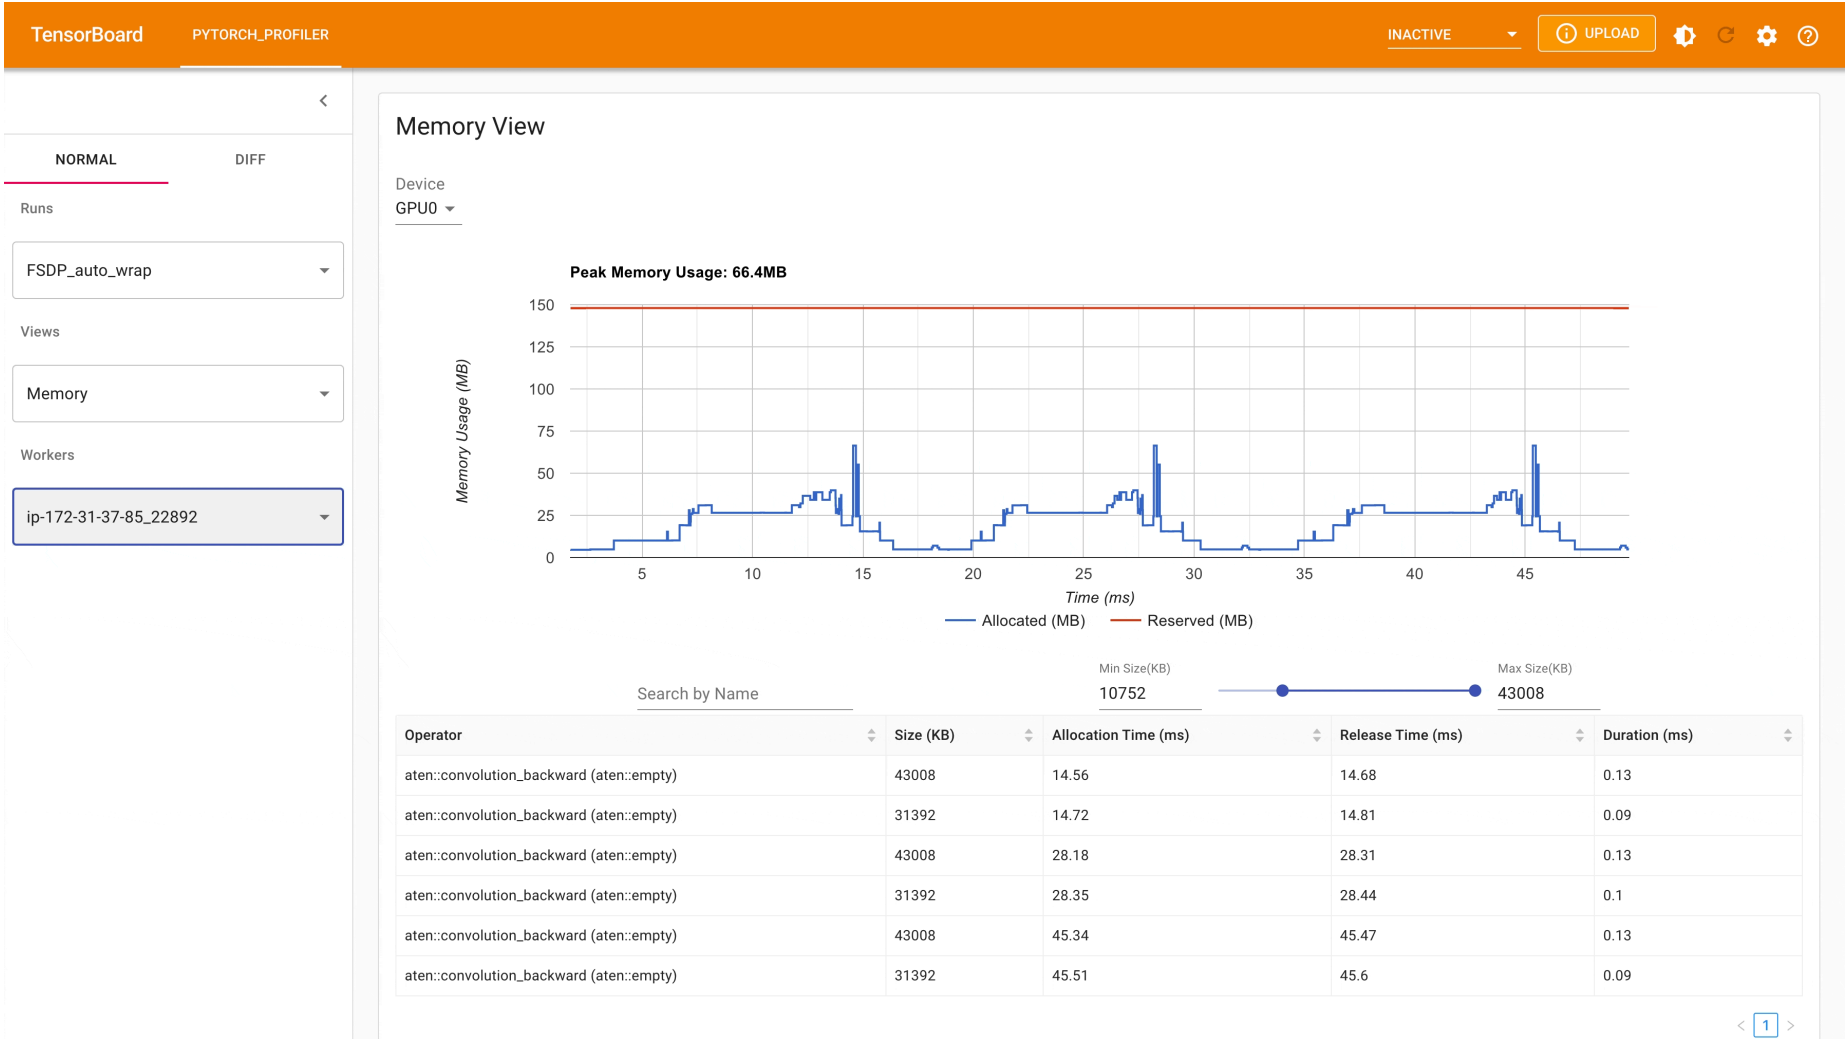 TensorBoard PYTORCH_PROFILER INACTIVE UPLOAD
NORMAL DIFF
Runs
FSDP_auto_wrap
Views
Memory
Workers
ip-172-31-37-85_22892
Memory View
Device
GPU0
Peak Memory Usage: 66.4MB
150
125
100
75
50
25
0
Memory Usage (MB)
5 10 15 20 25 30 35 40 45
Time (ms)
Allocated (MB) Reserved (MB)
Min Size(KB) Max Size(KB)
Search by Name 10752 43008
Operator Size (KB) Allocation Time (ms) Release Time (ms) Duration (ms)
aten::convolution_backward (aten::empty) 43008 14.56 14.68 0.13
aten::convolution_backward (aten::empty) 31392 14.72 14.81 0.09
aten::convolution_backward (aten::empty) 43008 28.18 28.31 0.13
aten::convolution_backward (aten::empty) 31392 28.35 28.44 0.1
aten::convolution_backward (aten::empty) 43008 45.34 45.47 0.13
aten::convolution_backward (aten::empty) 31392 45.51 45.6 0.09
< 1 >